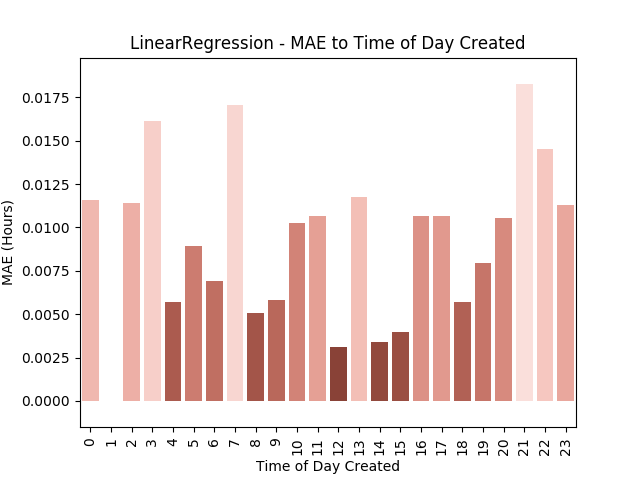 LinearRegression - MAE to Time of Day Created
MAE (Hours)
0.0175
0.0150
0.0125
0.0100
0.0075
0.0050
0.0025
0.0000
0 1 2 3 4 5 6 7 8 9 10 11 12 13 14 15 16 17 18 19 20 21 22 23
Time of Day Created